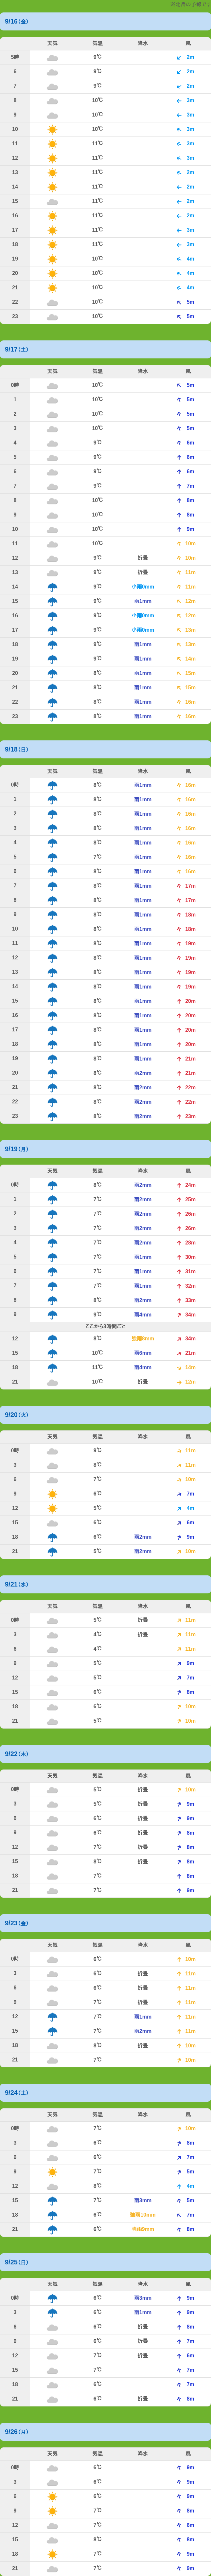 大石岳の予報です
9/16(金)
天気 気温 降水 風
5時 9℃ 2m
6 9℃ 2m
7 9℃ 2m
8 10℃ 3m
9 10℃ 3m
10 10℃ 3m
11 11℃ 3m
12 11℃ 3m
13 11℃ 2m
14 11℃ 2m
15 11℃ 2m
16 11℃ 2m
17 11℃ 3m
18 11℃ 3m
19 10℃ 4m
20 10℃ 4m
21 10℃ 4m
22 10℃ 5m
23 10℃ 5m
9/17(土)
天気 気温 降水 風
0時 10℃ 5m
1 10℃ 5m
2 10℃ 5m
3 10℃ 5m
4 9℃ 6m
5 9℃ 6m
6 9℃ 6m
7 9℃ 7m
8 10℃ 8m
9 10℃ 8m
10 10℃ 9m
11 10℃ 10m
12 9℃ 折畳 10m
13 9℃ 折畳 11m
14 9℃ 小雨0mm 11m
15 9℃ 雨1mm 12m
16 9℃ 小雨0mm 12m
17 9℃ 小雨0mm 13m
18 9℃ 雨1mm 13m
19 9℃ 雨1mm 14m
20 8℃ 雨1mm 15m
21 8℃ 雨1mm 15m
22 8℃ 雨1mm 16m
23 8℃ 雨1mm 16m
9/18(日)
天気 気温 降水 風
0時 8℃ 雨1mm 16m
1 8℃ 雨1mm 16m
2 8℃ 雨1mm 16m
3 8℃ 雨1mm 16m
4 8℃ 雨1mm 16m
5 7℃ 雨1mm 16m
6 8℃ 雨1mm 16m
7 8℃ 雨1mm 17m
8 8℃ 雨1mm 17m
9 8℃ 雨1mm 18m
10 8℃ 雨1mm 18m
11 8℃ 雨1mm 19m
12 8℃ 雨1mm 19m
13 8℃ 雨1mm 19m
14 8℃ 雨1mm 19m
15 8℃ 雨1mm 20m
16 8℃ 雨1mm 20m
17 8℃ 雨1mm 20m
18 8℃ 雨1mm 20m
19 8℃ 雨1mm 21m
20 8℃ 雨2mm 21m
21 8℃ 雨2mm 22m
22 8℃ 雨2mm 22m
23 8℃ 雨2mm 23m
9/19(月)
天気 気温 降水 風
0時 8℃ 雨2mm 24m
1 7℃ 雨2mm 25m
2 7℃ 雨2mm 26m
3 7℃ 雨2mm 26m
4 7℃ 雨2mm 28m
5 7℃ 雨1mm 30m
6 7℃ 雨1mm 31m
7 7℃ 雨1mm 32m
8 8℃ 雨2mm 33m
9 9℃ 雨4mm 34m
ここから3時間ごと
12 8℃ 34m
15 10℃ 雨6mm 21m
18 11℃ 雨4mm 14m
21 10℃ 折畳 12m
9/20(火)
天気 気温 降水 風
0時 9℃ 11m
3 8℃ 11m
6 7℃ 10m
9 6℃ 7m
12 5℃ 4m
15 6℃ 6m
18 6℃ 雨2mm 9m
21 5℃ 雨2mm 10m
9/21(水)
天気 気温 降水 風
0時 5℃ 折畳 11m
3 4℃ 折畳 11m
6 4℃ 11m
9 5℃ 9m
12 5℃ 7m
15 6℃ 8m
18 6℃ 10m
21 5℃ 10m
9/22(木)
天気 気温 降水 風
0時 5℃ 折畳 10m
3 5℃ 折畳 9m
6 6℃ 折畳 9m
9 6℃ 折畳 8m
12 7℃ 折畳 8m
15 8℃ 折畳 8m
18 7℃ 8m
21 7℃ 9m
9/23(金)
天気 気温 降水 風
0時 6℃ 10m
3 6℃ 折畳 11m
6 6℃ 折畳 11m
9 7℃ 折畳 11m
12 7℃ 雨1mm 11m
15 7℃ 雨2mm 11m
18 8℃ 折畳 10m
21 7℃ 10m
9/24(土)
天気 気温 降水 風
0時 7℃ 10m
3 6℃ 8m
6 6℃ 7m
9 7℃ 5m
12 8℃ 4m
15 7℃ 雨3mm 5m
18 6℃ 強雨10mm 7m
21 6℃ 8m
9/25(日)
天気 気温 降水 風
0時 6℃ 雨3mm 9m
3 6℃ 雨1mm 9m
6 6℃ 折畳 8m
9 6℃ 折畳 7m
12 7℃ 折畳 6m
15 7℃ 7m
18 6℃ 7m
21 6℃ 折畳 8m
9/26(月)
天気 気温 降水 風
0時 6℃ 9m
3 6℃ 9m
6 6℃ 9m
9 7℃ 8m
12 7℃ 6m
15 8℃ 8m
18 7℃ 9m
21 7℃ 9m